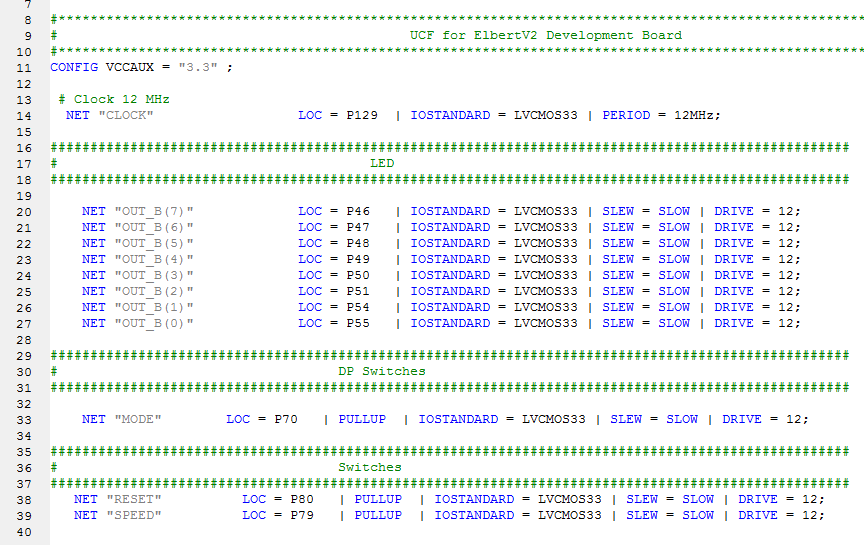 7
8 #******************************************************************************************************
9 # UCF for ElbertV2 Development Board
10 #******************************************************************************************************
11 CONFIG VCCAUX = "3.3" ;
12
13 # Clock 12 MHz
14 NET "CLOCK" LOC = P129 | IOSTANDARD = LVCMOS33 | PERIOD = 12MHz;
15
16 ####################################################################################################
17 # LED
18 ####################################################################################################
19
20 NET "OUT_B(7)" LOC = P46 | IOSTANDARD = LVCMOS33 | SLEW = SLOW | DRIVE = 12;
21 NET "OUT_B(6)" LOC = P47 | IOSTANDARD = LVCMOS33 | SLEW = SLOW | DRIVE = 12;
22 NET "OUT_B(5)" LOC = P48 | IOSTANDARD = LVCMOS33 | SLEW = SLOW | DRIVE = 12;
23 NET "OUT_B(4)" LOC = P49 | IOSTANDARD = LVCMOS33 | SLEW = SLOW | DRIVE = 12;
24 NET "OUT_B(3)" LOC = P50 | IOSTANDARD = LVCMOS33 | SLEW = SLOW | DRIVE = 12;
25 NET "OUT_B(2)" LOC = P51 | IOSTANDARD = LVCMOS33 | SLEW = SLOW | DRIVE = 12;
26 NET "OUT_B(1)" LOC = P54 | IOSTANDARD = LVCMOS33 | SLEW = SLOW | DRIVE = 12;
27 NET "OUT_B(0)" LOC = P55 | IOSTANDARD = LVCMOS33 | SLEW = SLOW | DRIVE = 12;
28
29 ####################################################################################################
30 # DP Switches
31 ####################################################################################################
32
33 NET "MODE" LOC = P70 | PULLUP | IOSTANDARD = LVCMOS33 | SLEW = SLOW | DRIVE = 12;
34
35 ####################################################################################################
36 # Switches
37 ####################################################################################################
38 NET "RESET" LOC = P80 | PULLUP | IOSTANDARD = LVCMOS33 | SLEW = SLOW | DRIVE = 12;
39 NET "SPEED" LOC = P79 | PULLUP | IOSTANDARD = LVCMOS33 | SLEW = SLOW | DRIVE = 12;
40